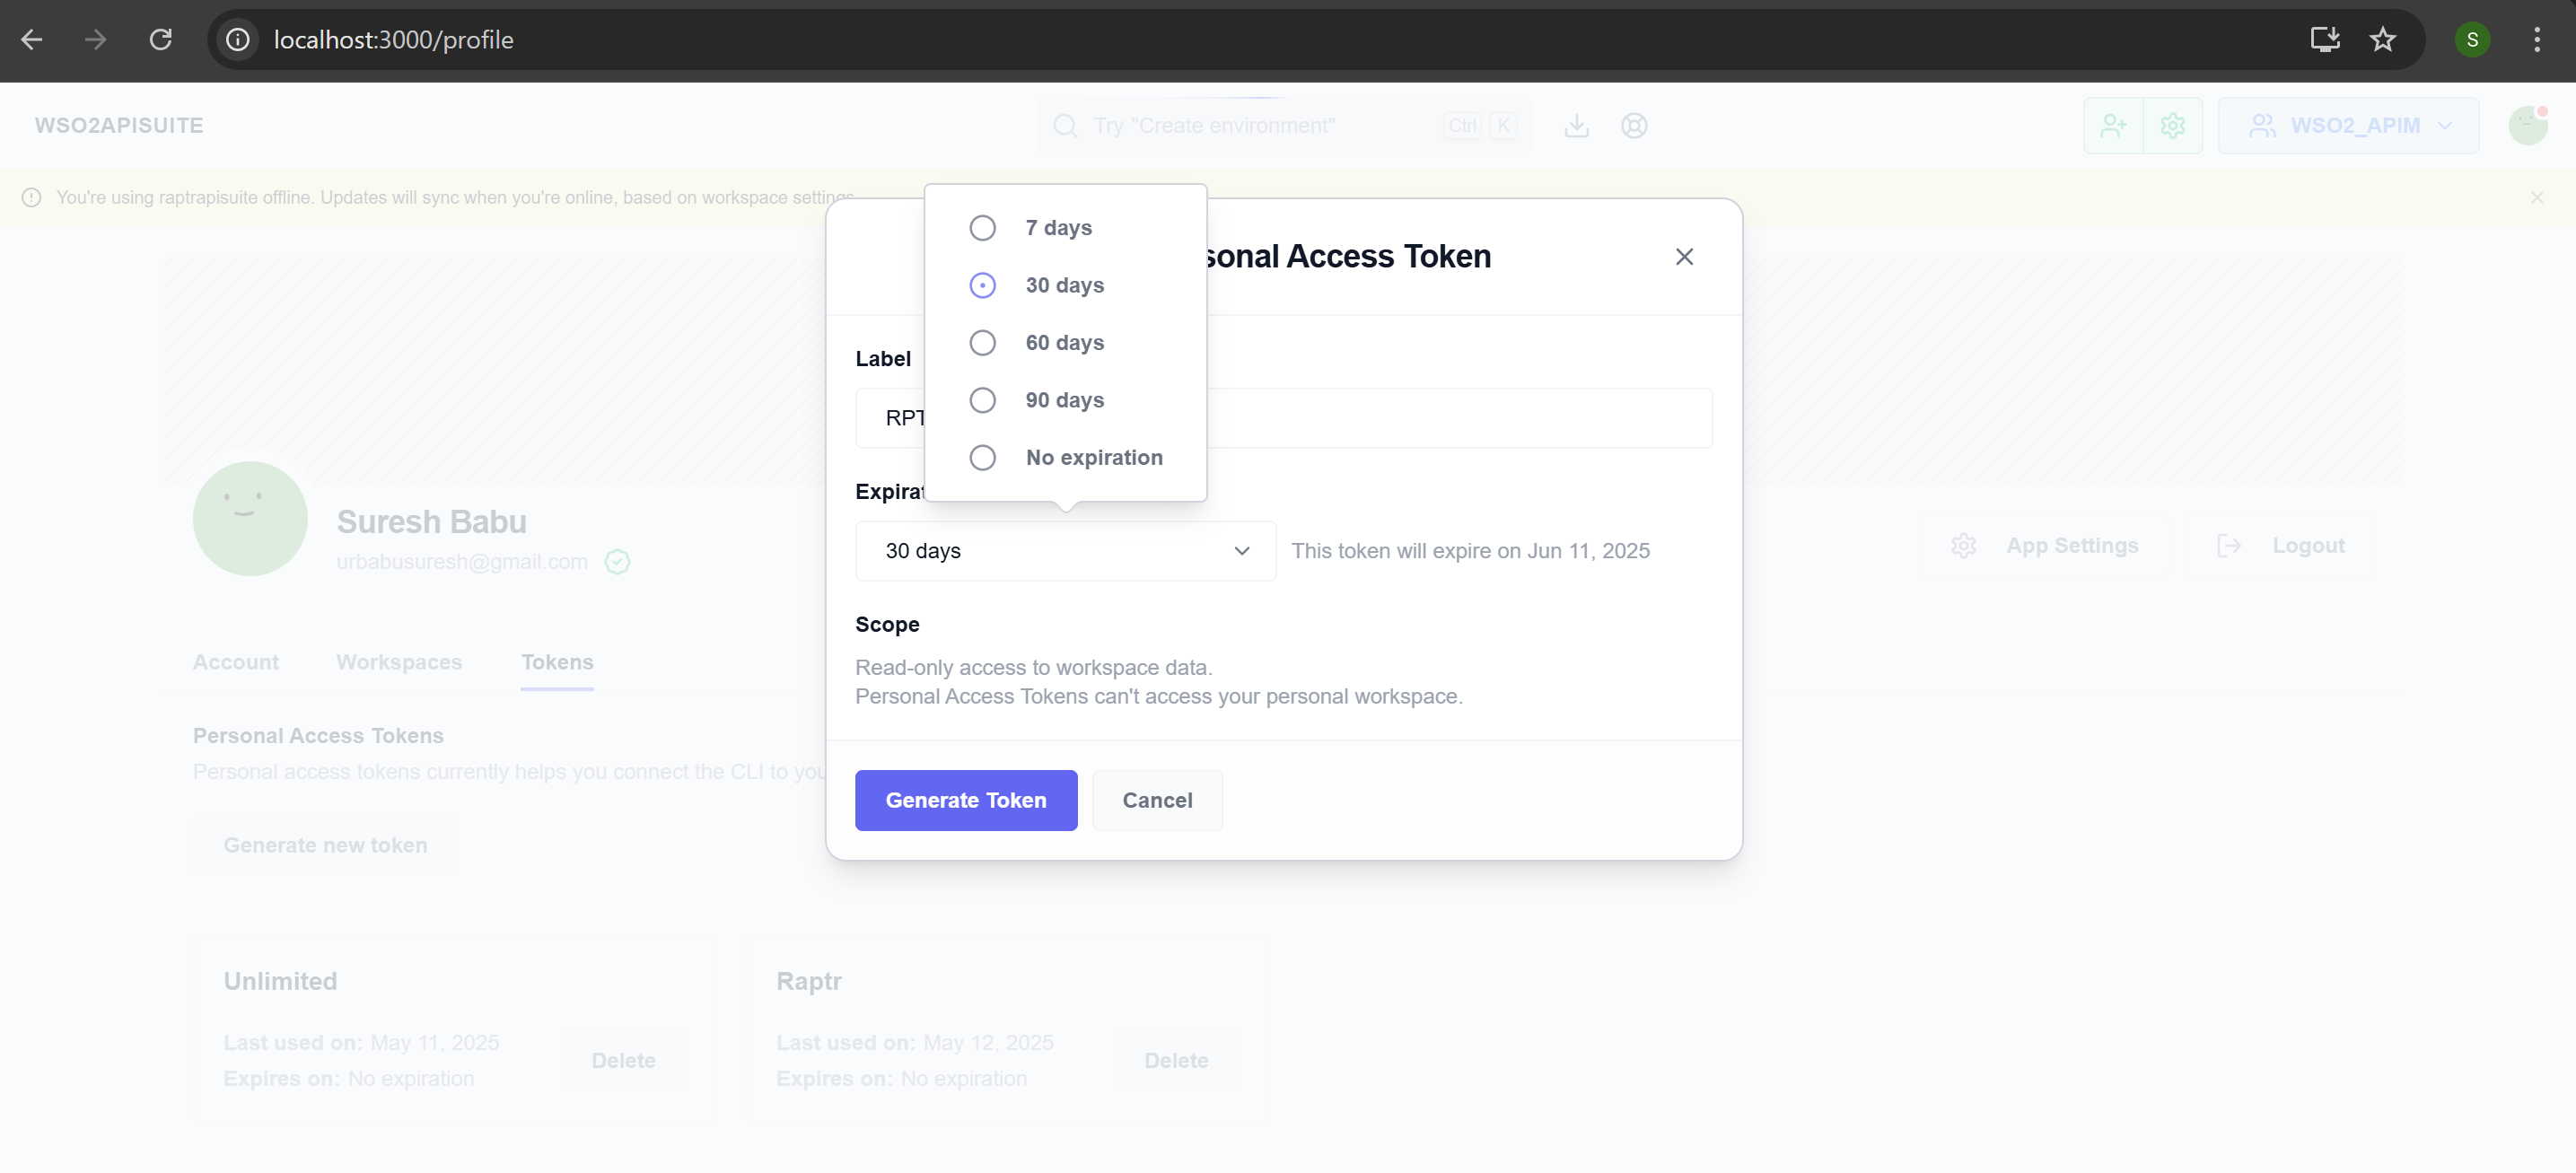 localhost:3000/profile
S
WSO2APISUITE
Try "Create environment"
Ctrl
K
WSO2_APIM
You're using raptrapisuite offline. Updates will sync when you're online, based on workspace settings.
7 days
30 days
60 days
90 days
No expiration
sonal Access Token
Label
RPT
Expirat
30 days
This token will expire on Jun 11, 2025
Scope
Read-only access to workspace data.
Personal Access Tokens can't access your personal workspace.
Generate Token
Cancel
Suresh Babu
urbabusuresh@gmail.com
App Settings
Logout
Account
Workspaces
Tokens
Personal Access Tokens
Personal access tokens currently helps you connect the CLI to you
Generate new token
Unlimited
Last used on: May 11, 2025
Expires on: No expiration
Delete
Raptr
Last used on: May 12, 2025
Expires on: No expiration
Delete